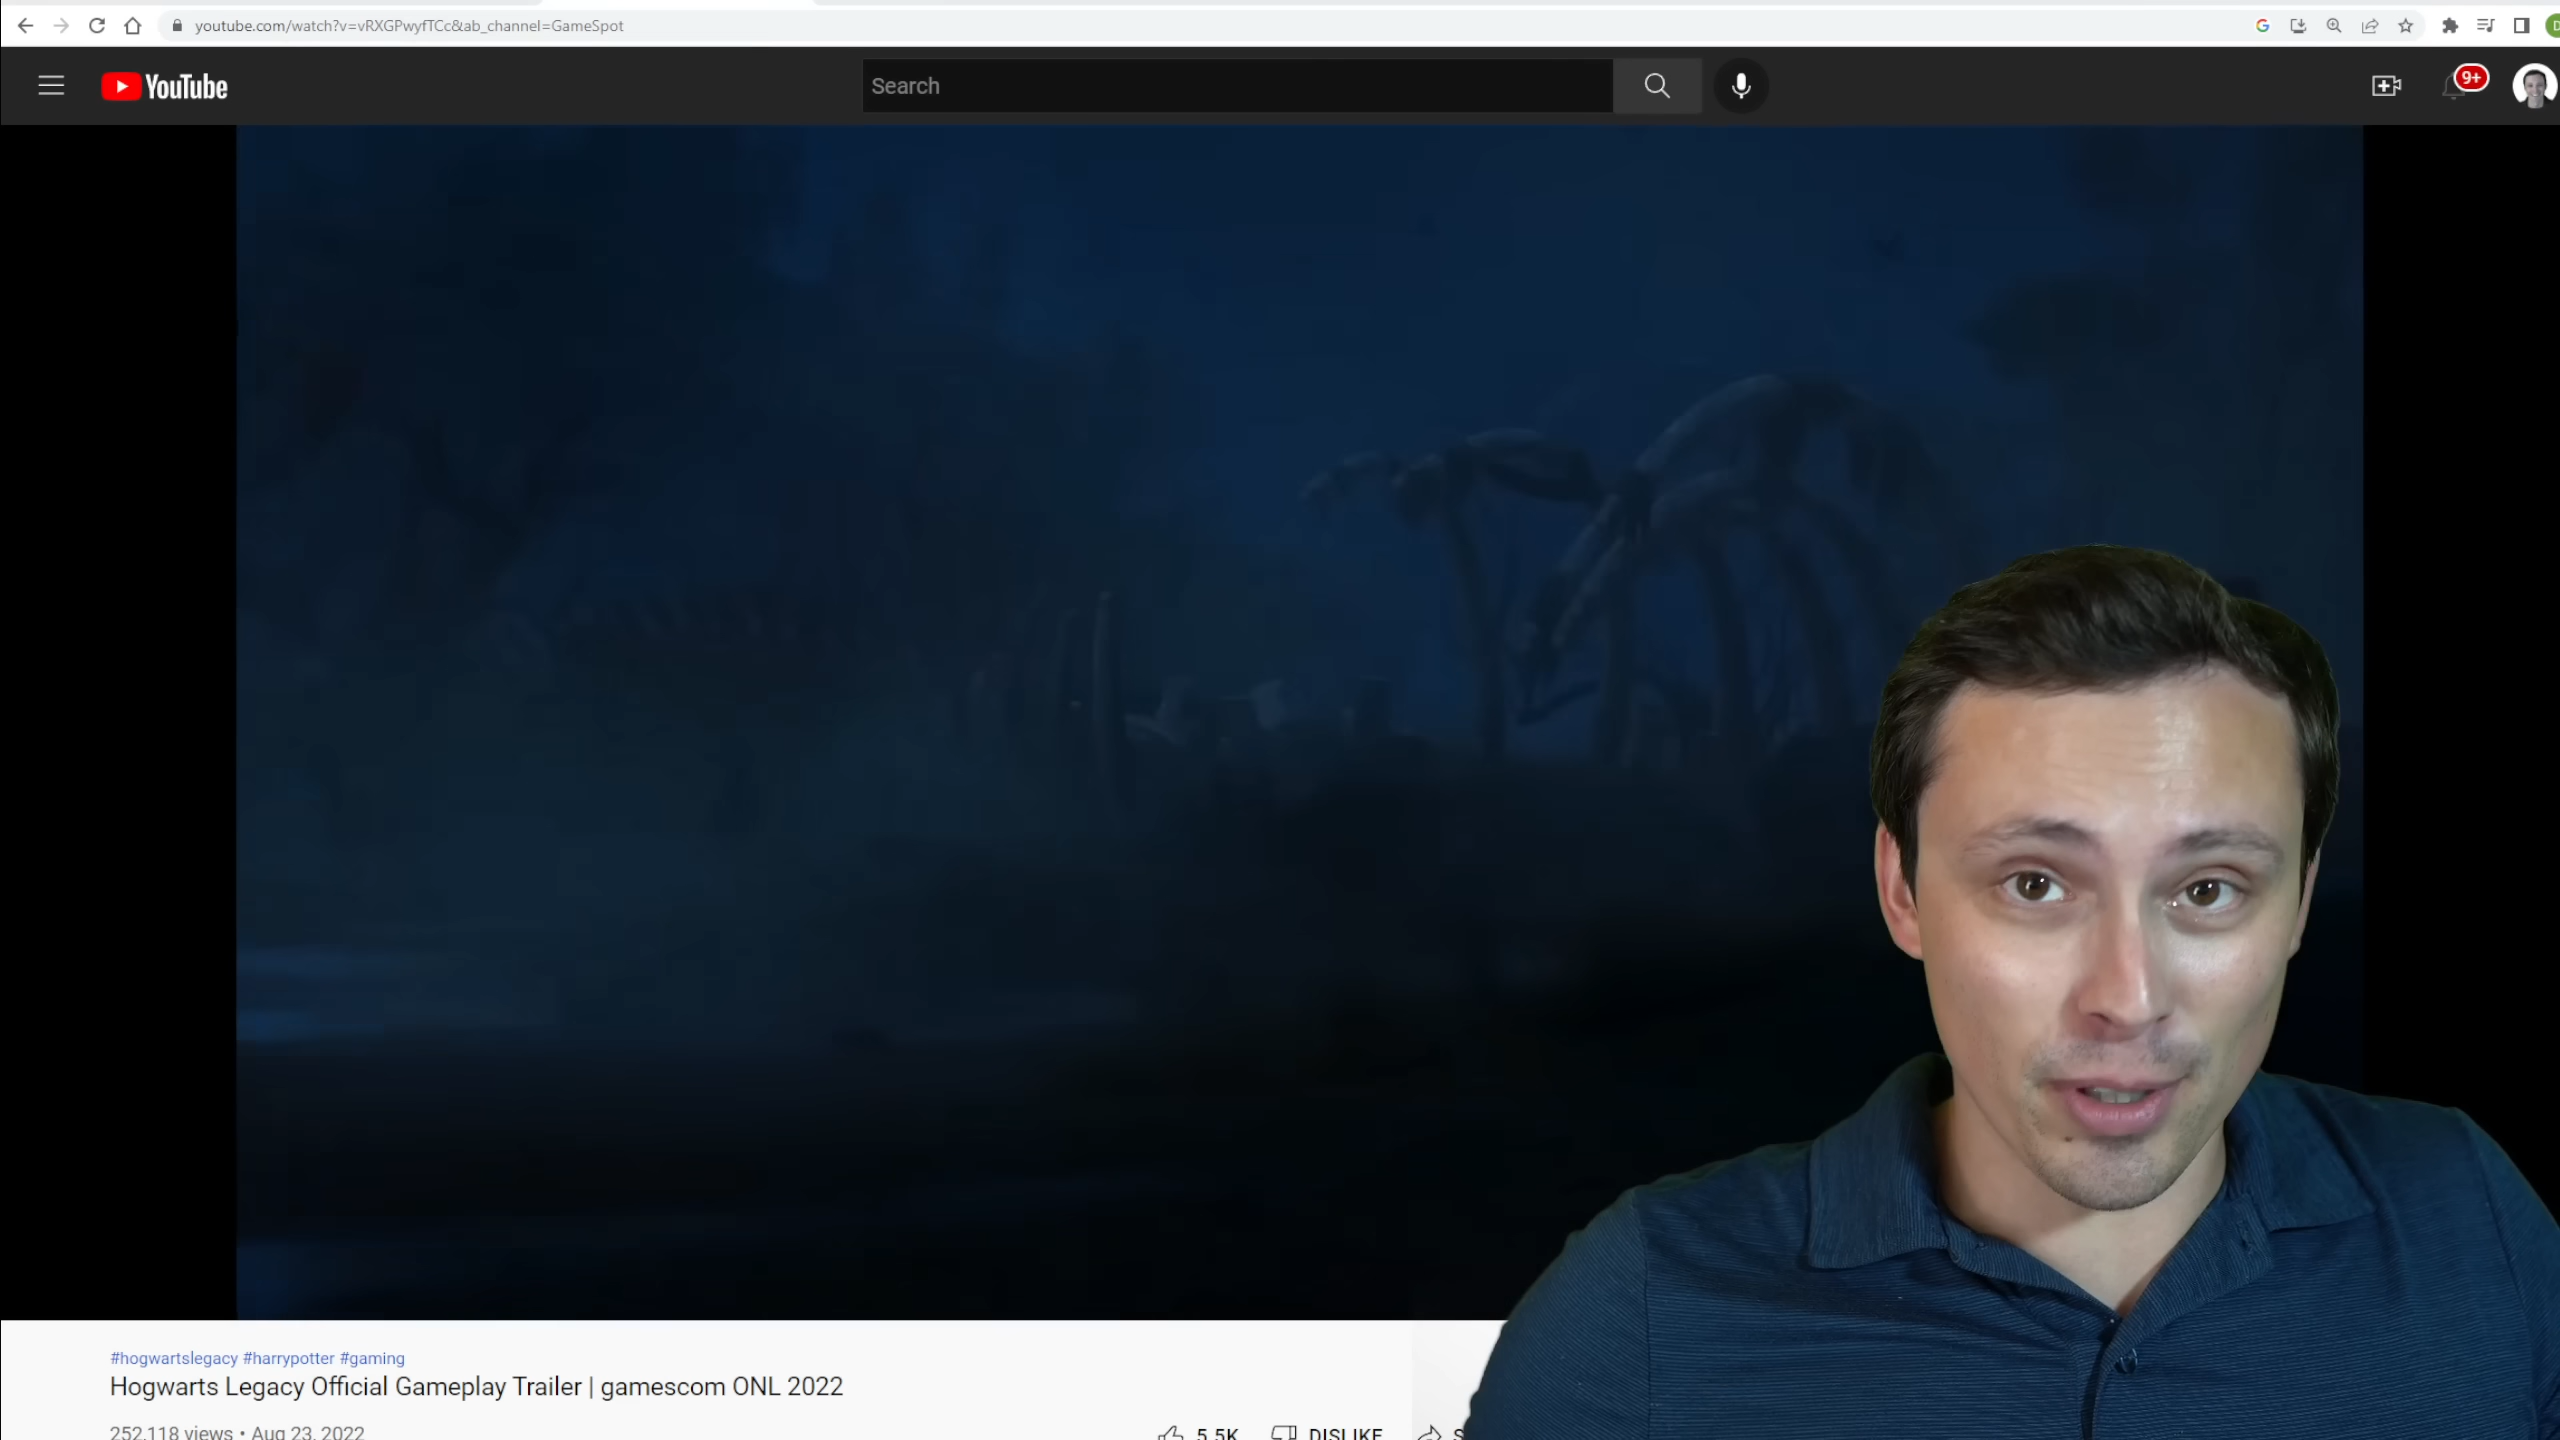 youtube.com/watch?v=vRXGPwyfTCc&ab_channel=GameSpot
YouTube
Search
9+
#hogwartslegacy #harrypotter #gaming
Hogwarts Legacy Official Gameplay Trailer | gamescom ONL 2022
252,118 views • Aug 23, 2022
5.5K
DISLIKE